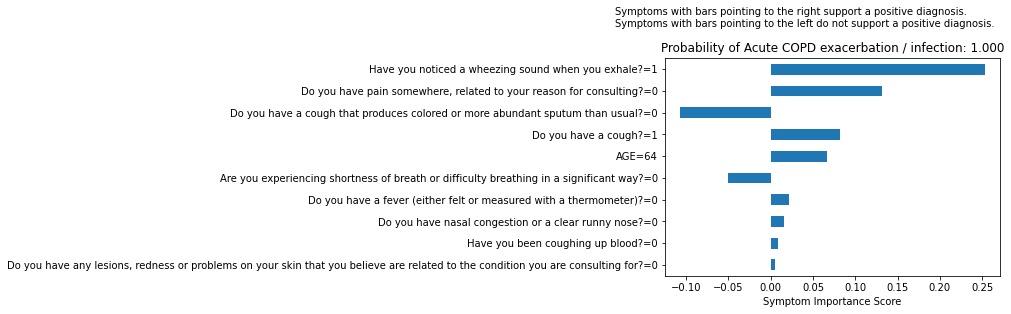 Symptoms with bars pointing to the right support a positive diagnosis.
Symptoms with bars pointing to the left do not support a positive diagnosis.
Probability of Acute COPD exacerbation / infection: 1.000
Have you noticed a wheezing sound when you exhale?=1
Do you have pain somewhere, related to your reason for consulting?=0
Do you have a cough that produces colored or more abundant sputum than usual?=0
Do you have a cough?=1
AGE=64
Are you experiencing shortness of breath or difficulty breathing in a significant way?=0
Do you have a fever (either felt or measured with a thermometer)?=0
Do you have nasal congestion or a clear runny nose?=0
Have you been coughing up blood?=0
Do you have any lesions, redness or problems on your skin that you believe are related to the condition you are consulting for?=0
−0.10 −0.05 0.00 0.05 0.10 0.15 0.20 0.25
Symptom Importance Score